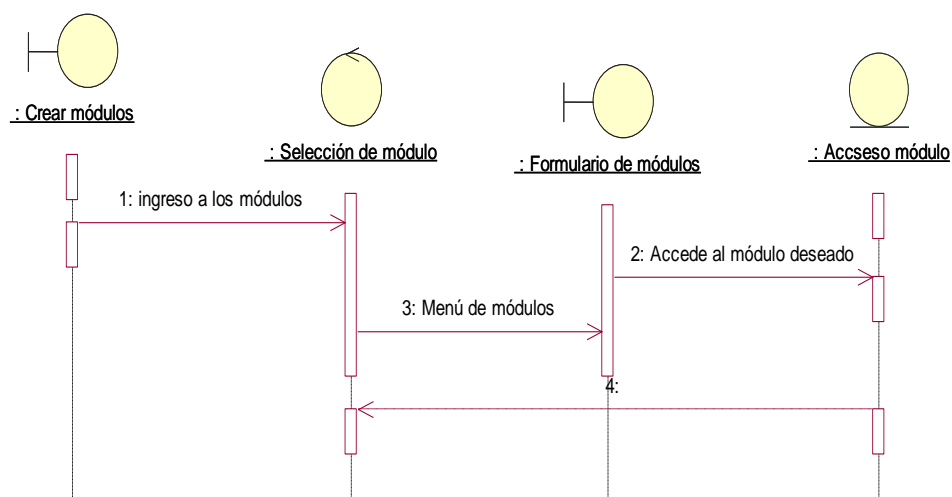 : Crear módulos
: Selección de módulo
: Formulario de módulos
: Accseso módulo
1: ingreso a los módulos
2: Accede al módulo deseado
3: Menú de módulos
4: